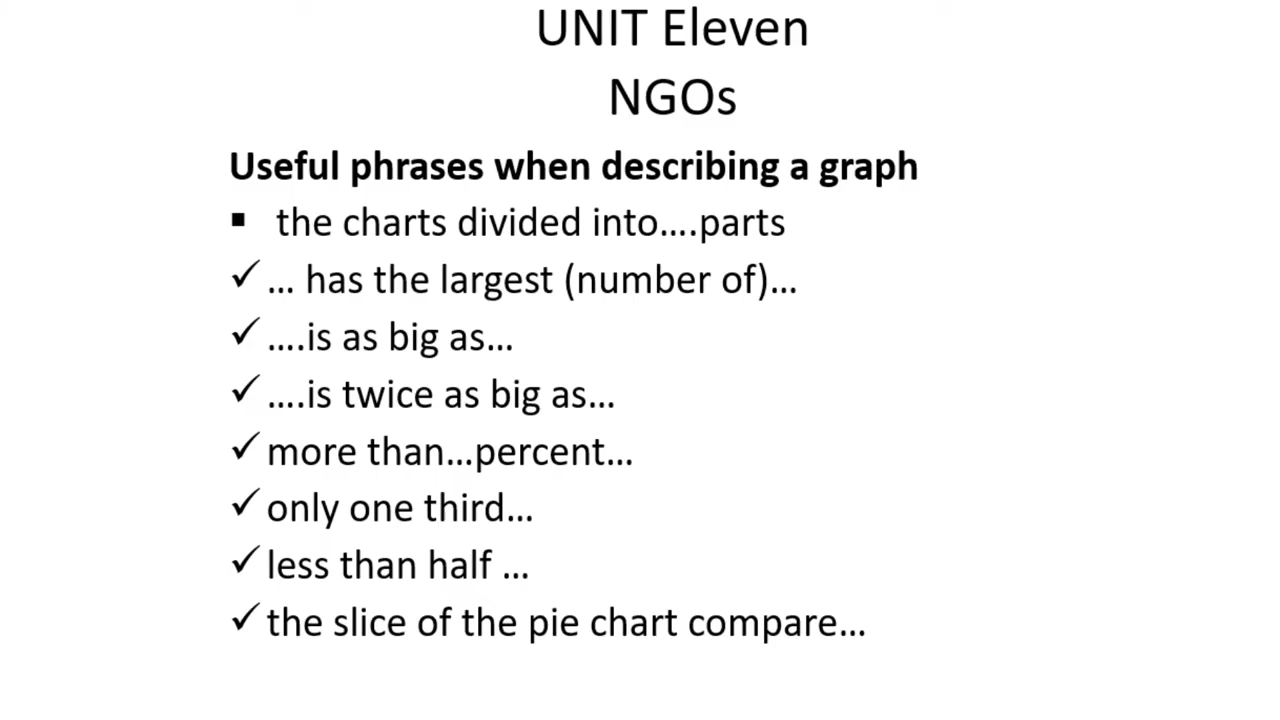 UNIT Eleven
NGOs
Useful phrases when describing a graph
▪ the charts divided into….parts
✓ … has the largest (number of)…
✓ ….is as big as…
✓ ….is twice as big as…
✓ more than…percent…
✓ only one third…
✓ less than half …
✓ the slice of the pie chart compare…